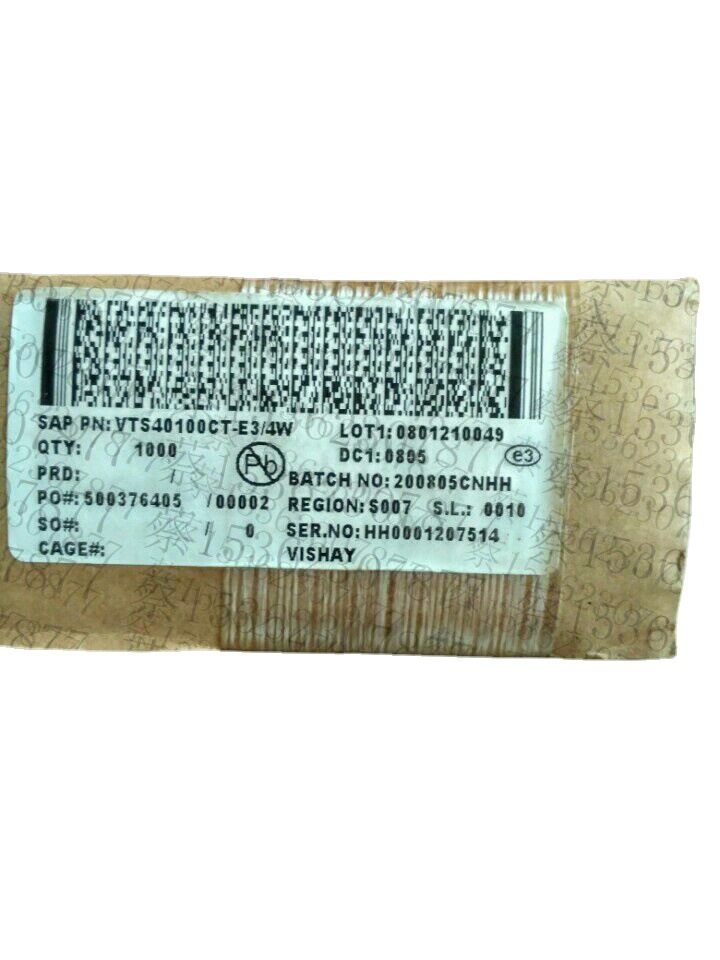 SAP PN: VTS40100CT-E3/4W LOT1: 0801210049
QTY: 1000 DC1: 0805 e3
Pb
PRD: / BATCH NO: 200805CNHH
PO#: 500376405 /00002 REGION: S007 S.L.: 0010
SO#: / 0 SER.NO: HH0001207514
CAGE#: VISHAY